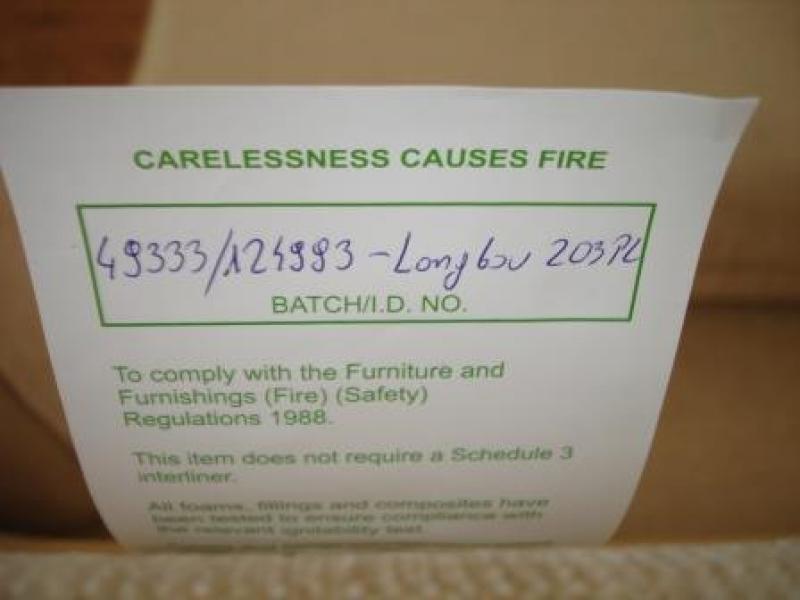 CARELESSNESS CAUSES FIRE
49333/124993 - Longbou 203PL
BATCH/I.D. NO.
To comply with the Furniture and
Furnishings (Fire) (Safety)
Regulations 1988.
This item does not require a Schedule 3
interliner.
All foams, fillings and composites have
been tested to ensure compliance with
the relevant ignitability test.